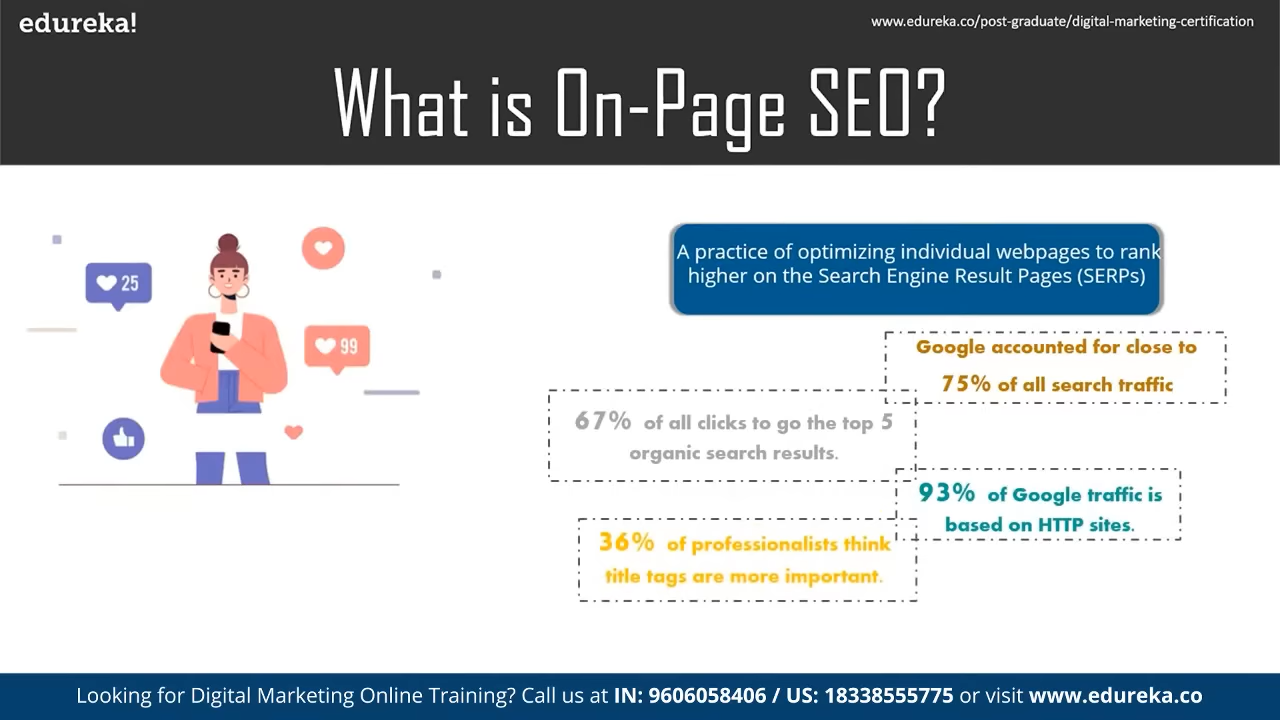 edureka!
www.edureka.co/post-graduate/digital-marketing-certification
What is On-Page SEO?
A practice of optimizing individual webpages to rank
higher on the Search Engine Result Pages (SERPs)
25
99
Google accounted for close to
75% of all search traffic
67% of all clicks to go the top 5
organic search results.
93% of Google traffic is
based on HTTP sites.
36% of professionalists think
title tags are more important.
Looking for Digital Marketing Online Training? Call us at IN: 9606058406 / US: 18338555775 or visit www.edureka.co